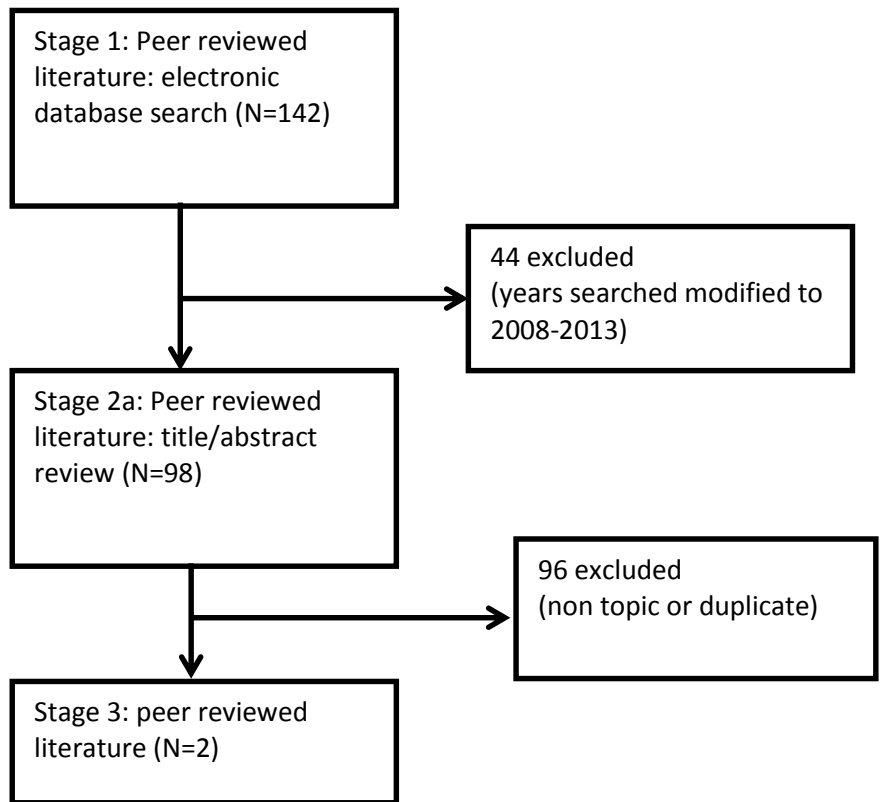 Stage 1: Peer reviewed
literature: electronic
database search (N=142)
44 excluded
(years searched modified to
2008-2013)
Stage 2a: Peer reviewed
literature: title/abstract
review (N=98)
96 excluded
(non topic or duplicate)
Stage 3: peer reviewed
literature (N=2)